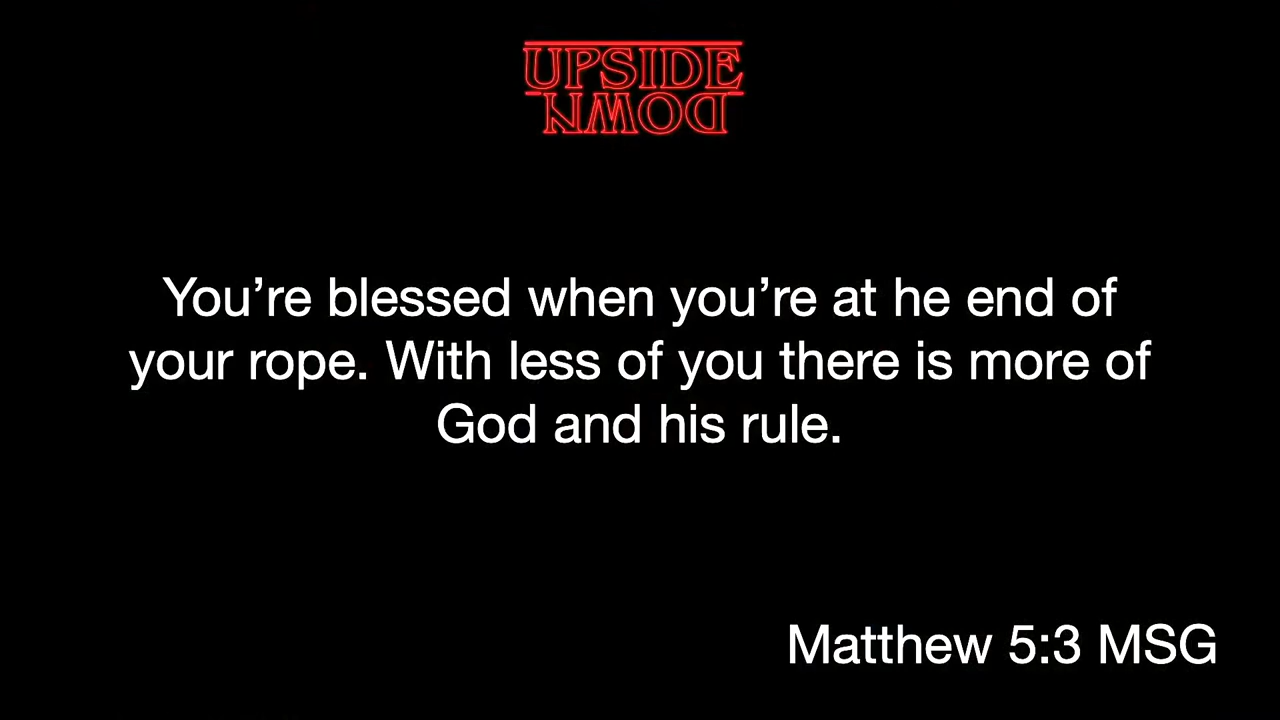 UPSIDE
DOWN
You’re blessed when you’re at he end of
your rope. With less of you there is more of
God and his rule.
Matthew 5:3 MSG